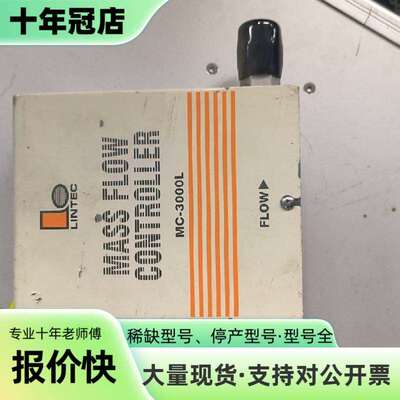 十年冠店
LINTEC
MASS FLOW
CONTROLLER
MC-3000L
FLOW▶
专业十年老师傅
稀缺型号、停产型号·型号全
报价快
大量现货·支持对公开票